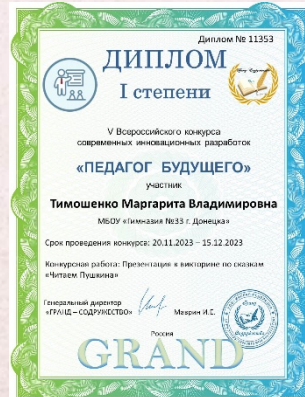 Диплом № 11353
ДИПЛОМ
I степени
V Всероссийского конкурса
современных инновационных разработок
«ПЕДАГОГ БУДУЩЕГО»
участник
Тимошенко Маргарита Владимировна
МБОУ «Гимназия №33 г. Донецка»
Срок проведения конкурса: 20.11.2023 – 15.12.2023
Конкурсная работа: Презентация к викторине по сказкам
«Читаем Пушкина»
Генеральный директор
«ГРАНД – СОДРУЖЕСТВО» Маврин И.Е.
Россия
GRAND